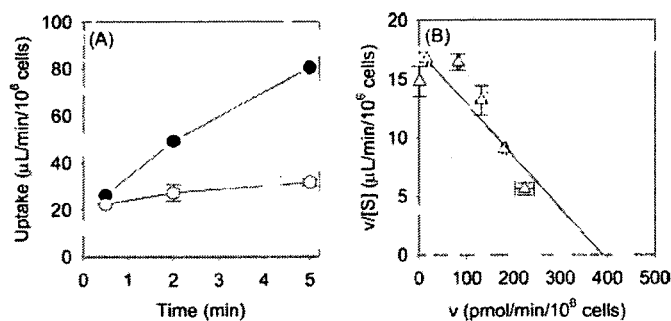 (A)
Uptake (μL/min/10⁶ cells)
100
80
60
40
20
0
0 1 2 3 4 5
Time (min)
(B)
v/[S] (μL/min/10⁶ cells)
20
15
10
5
0
0 100 200 300 400 500
v (pmol/min/10⁶ cells)